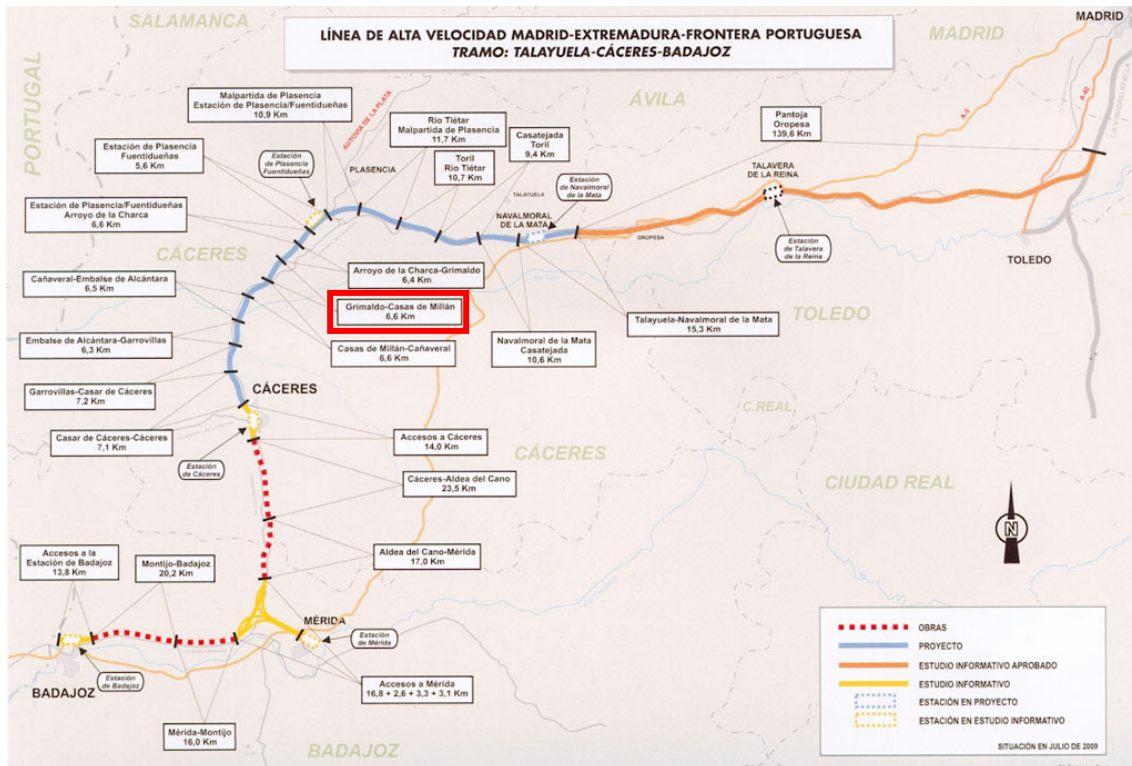 LÍNEA DE ALTA VELOCIDAD MADRID-EXTREMADURA-FRONTERA PORTUGUESA
TRAMO: TALAYUELA-CÁCERES-BADAJOZ
SALAMANCA
MADRID
MADRID
PORTUGAL
ÁVILA
AUTOVIA DE LA PLATA
A-5
A-42
Malpartida de Plasencia
Estación de Plasencia/Fuentidueñas
10,9 Km
Río Tiétar
Malpartida de Plasencia
11,7 Km
Casatejada
Toril
9,4 Km
Pantoja
Oropesa
139,6 Km
Estación de Plasencia
Fuentidueñas
5,6 Km
Estación
de Plasencia
Fuentidueñas
PLASENCIA
Toril
Río Tiétar
10,7 Km
TALAYUELA
Estación
de Navalmoral
de la Mata
TALAVERA
DE LA REINA
NAVALMORAL
DE LA MATA
OROPESA
Estación de Plasencia/Fuentidueñas
Arroyo de la Charca
6,6 Km
Estación
de Talavera
de la Reina
TOLEDO
CÁCERES
Arroyo de la Charca-Grimaldo
6,4 Km
Cañaveral-Embalse de Alcántara
6,5 Km
Grimaldo-Casas de Millán
6,6 Km
TOLEDO
Talayuela-Navalmoral de la Mata
15,3 Km
Embalse de Alcántara-Garrovillas
6,3 Km
Casas de Millán-Cañaveral
6,6 Km
Navalmoral de la Mata
Casatejada
10,6 Km
Garrovillas-Casar de Cáceres
7,2 Km
CÁCERES
C.REAL
Casar de Cáceres-Cáceres
7,1 Km
Accesos a Cáceres
14,0 Km
Estación
de Cáceres
CÁCERES
Cáceres-Aldea del Cano
23,5 Km
CIUDAD REAL
N
Accesos a la
Estación de Badajoz
13,8 Km
Montijo-Badajoz
20,2 Km
Aldea del Cano-Mérida
17,0 Km
MÉRIDA
Estación
de Mérida
Estación
de Badajoz
BADAJOZ
Accesos a Mérida
16,8 + 2,6 + 3,3 + 3,1 Km
Mérida-Montijo
16,0 Km
BADAJOZ
OBRAS
PROYECTO
ESTUDIO INFORMATIVO APROBADO
ESTUDIO INFORMATIVO
ESTACIÓN EN PROYECTO
ESTACIÓN EN ESTUDIO INFORMATIVO
SITUACIÓN EN JULIO DE 2009